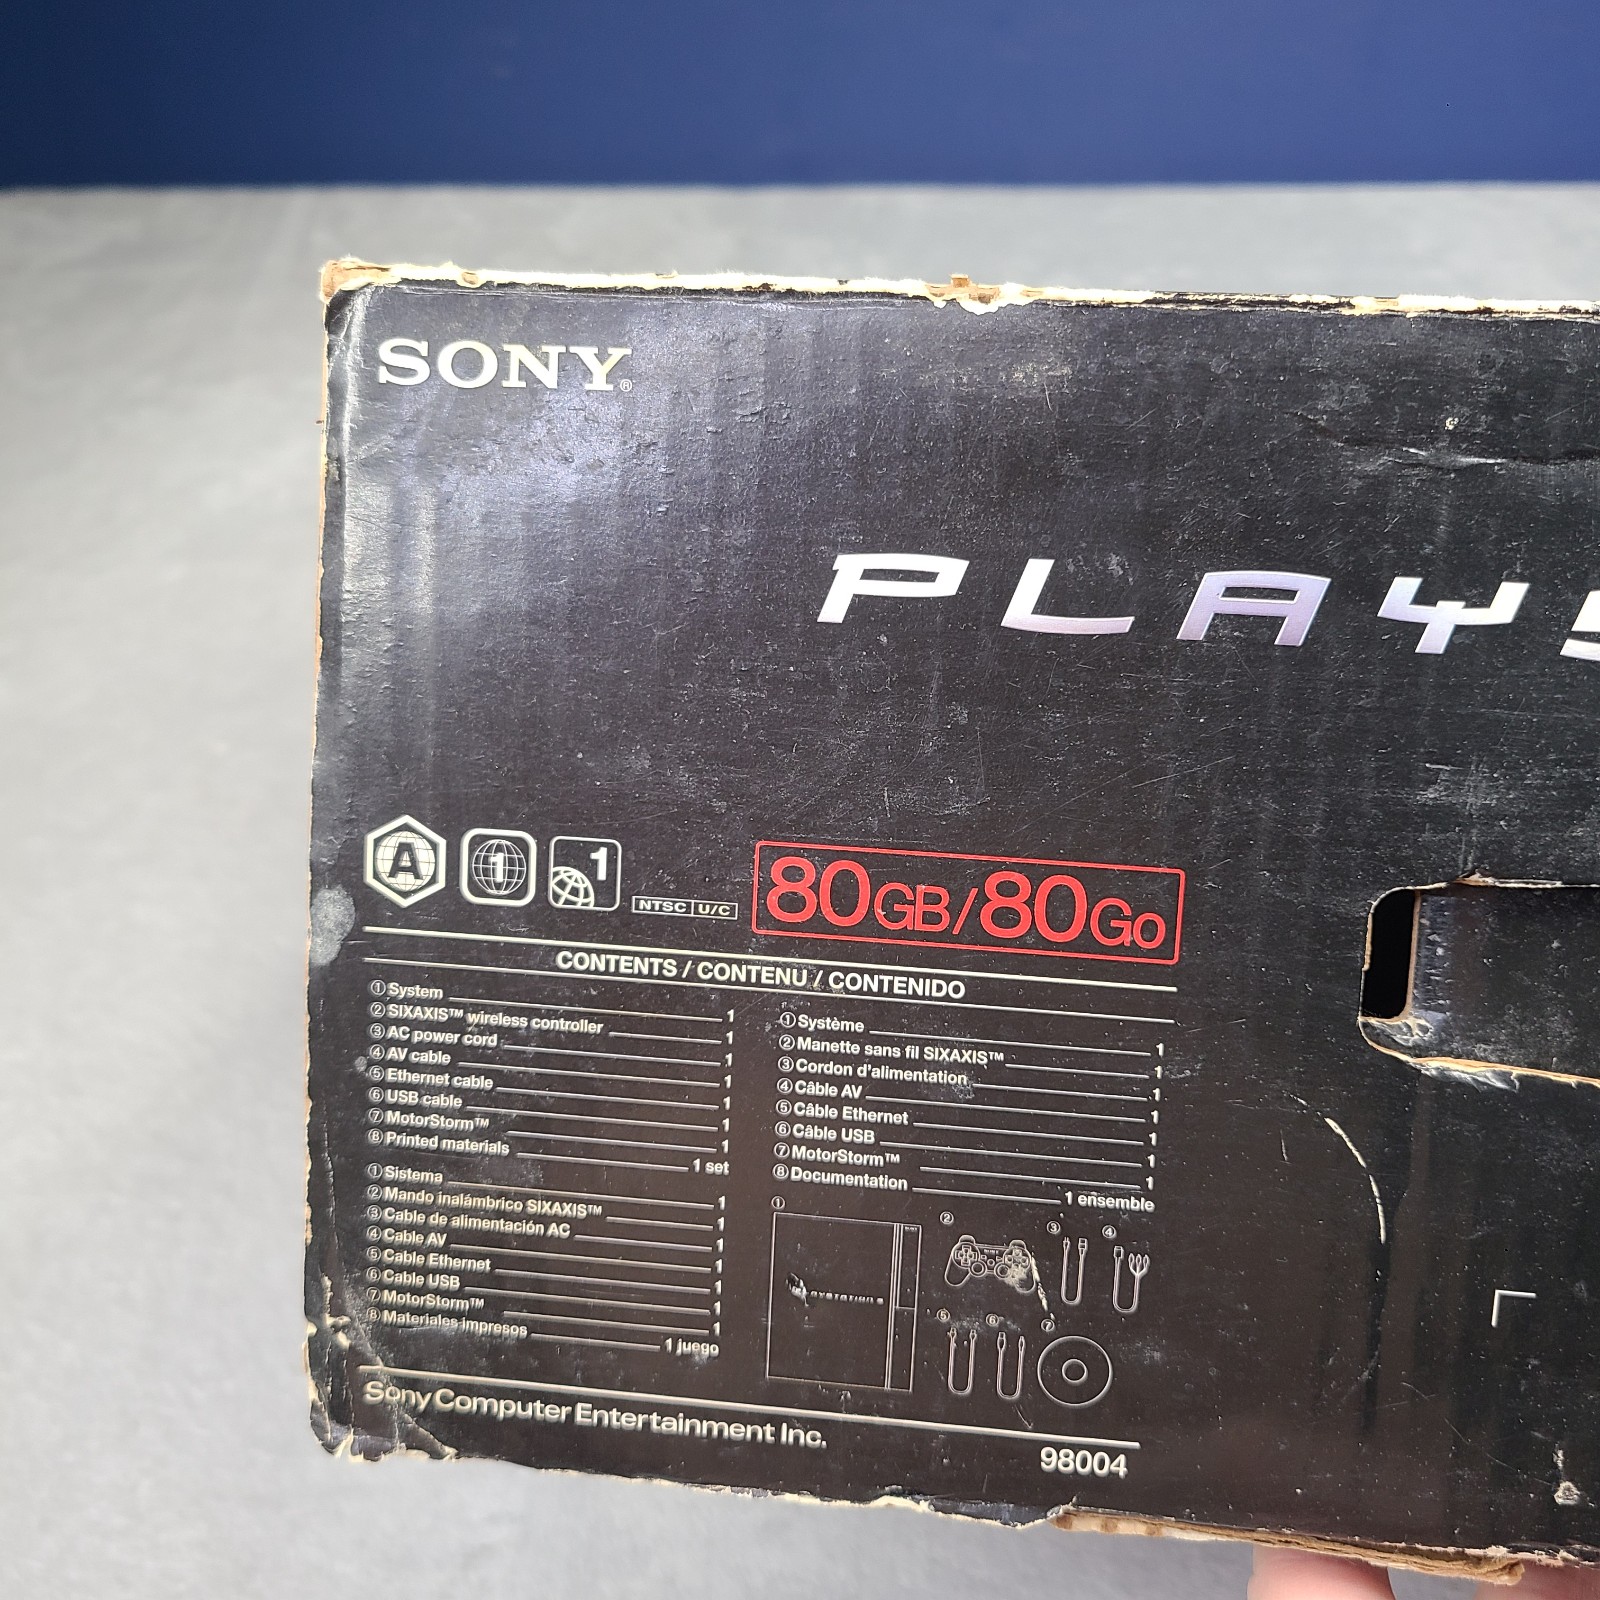 SONY®
PLAYS
A 1 1 NTSC U/C 80GB/80Go
CONTENTS / CONTENU / CONTENIDO
① System 1
② SIXAXIS™ wireless controller 1
③ AC power cord 1
④ AV cable 1
⑤ Ethernet cable 1
⑥ USB cable 1
⑦ MotorStorm™ 1
⑧ Printed materials 1 set
① Sistema 1
② Mando inalámbrico SIXAXIS™ 1
③ Cable de alimentación AC 1
④ Cable AV 1
⑤ Cable Ethernet 1
⑥ Cable USB 1
⑦ MotorStorm™ 1
⑧ Materiales impresos 1 juego
① Système 1
② Manette sans fil SIXAXIS™ 1
③ Cordon d'alimentation 1
④ Câble AV 1
⑤ Câble Ethernet 1
⑥ Câble USB 1
⑦ MotorStorm™ 1
⑧ Documentation 1 ensemble
① ② ③ ④
⑤ ⑥ ⑦
Sony Computer Entertainment Inc.
98004